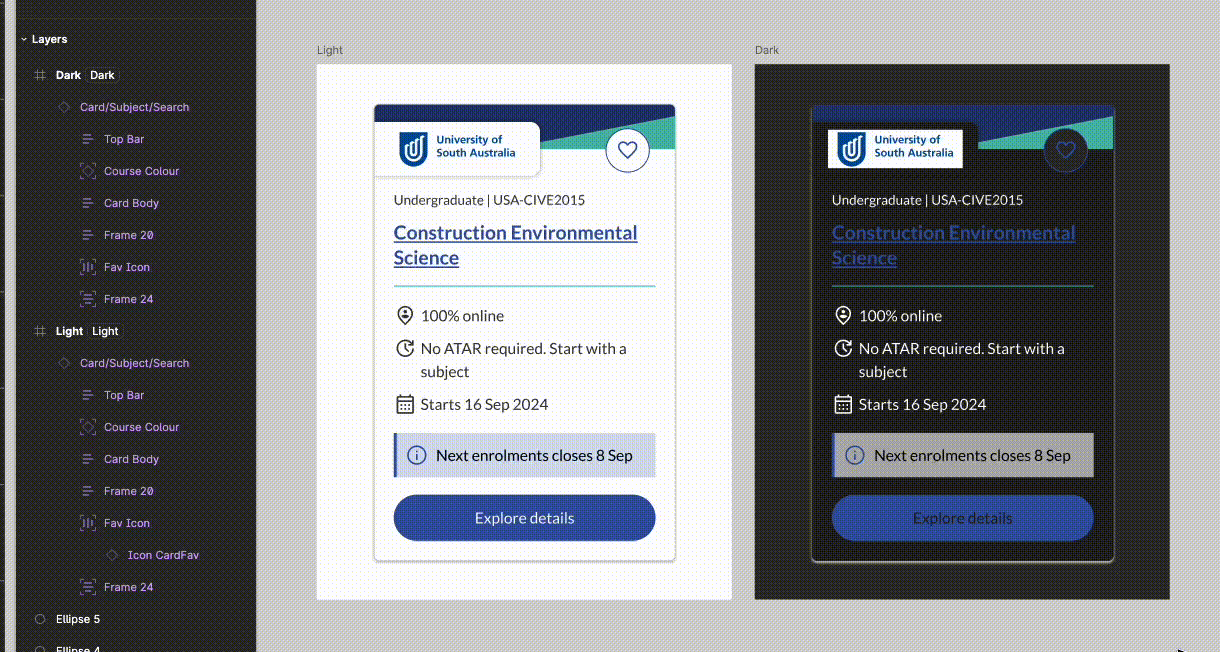 Layers
Dark Dark
Card/Subject/Search
Top Bar
Course Colour
Card Body
Frame 20
Fav Icon
Frame 24
Light Light
Card/Subject/Search
Top Bar
Course Colour
Card Body
Frame 20
Fav Icon
Icon CardFav
Frame 24
Ellipse 5
Ellipse 4
Light
University of
South Australia
Undergraduate | USA-CIVE2015
Construction Environmental
Science
100% online
No ATAR required. Start with a
subject
Starts 16 Sep 2024
Next enrolments closes 8 Sep
Explore details
Dark
University of
South Australia
Undergraduate | USA-CIVE2015
Construction Environmental
Science
100% online
No ATAR required. Start with a
subject
Starts 16 Sep 2024
Next enrolments closes 8 Sep
Explore details